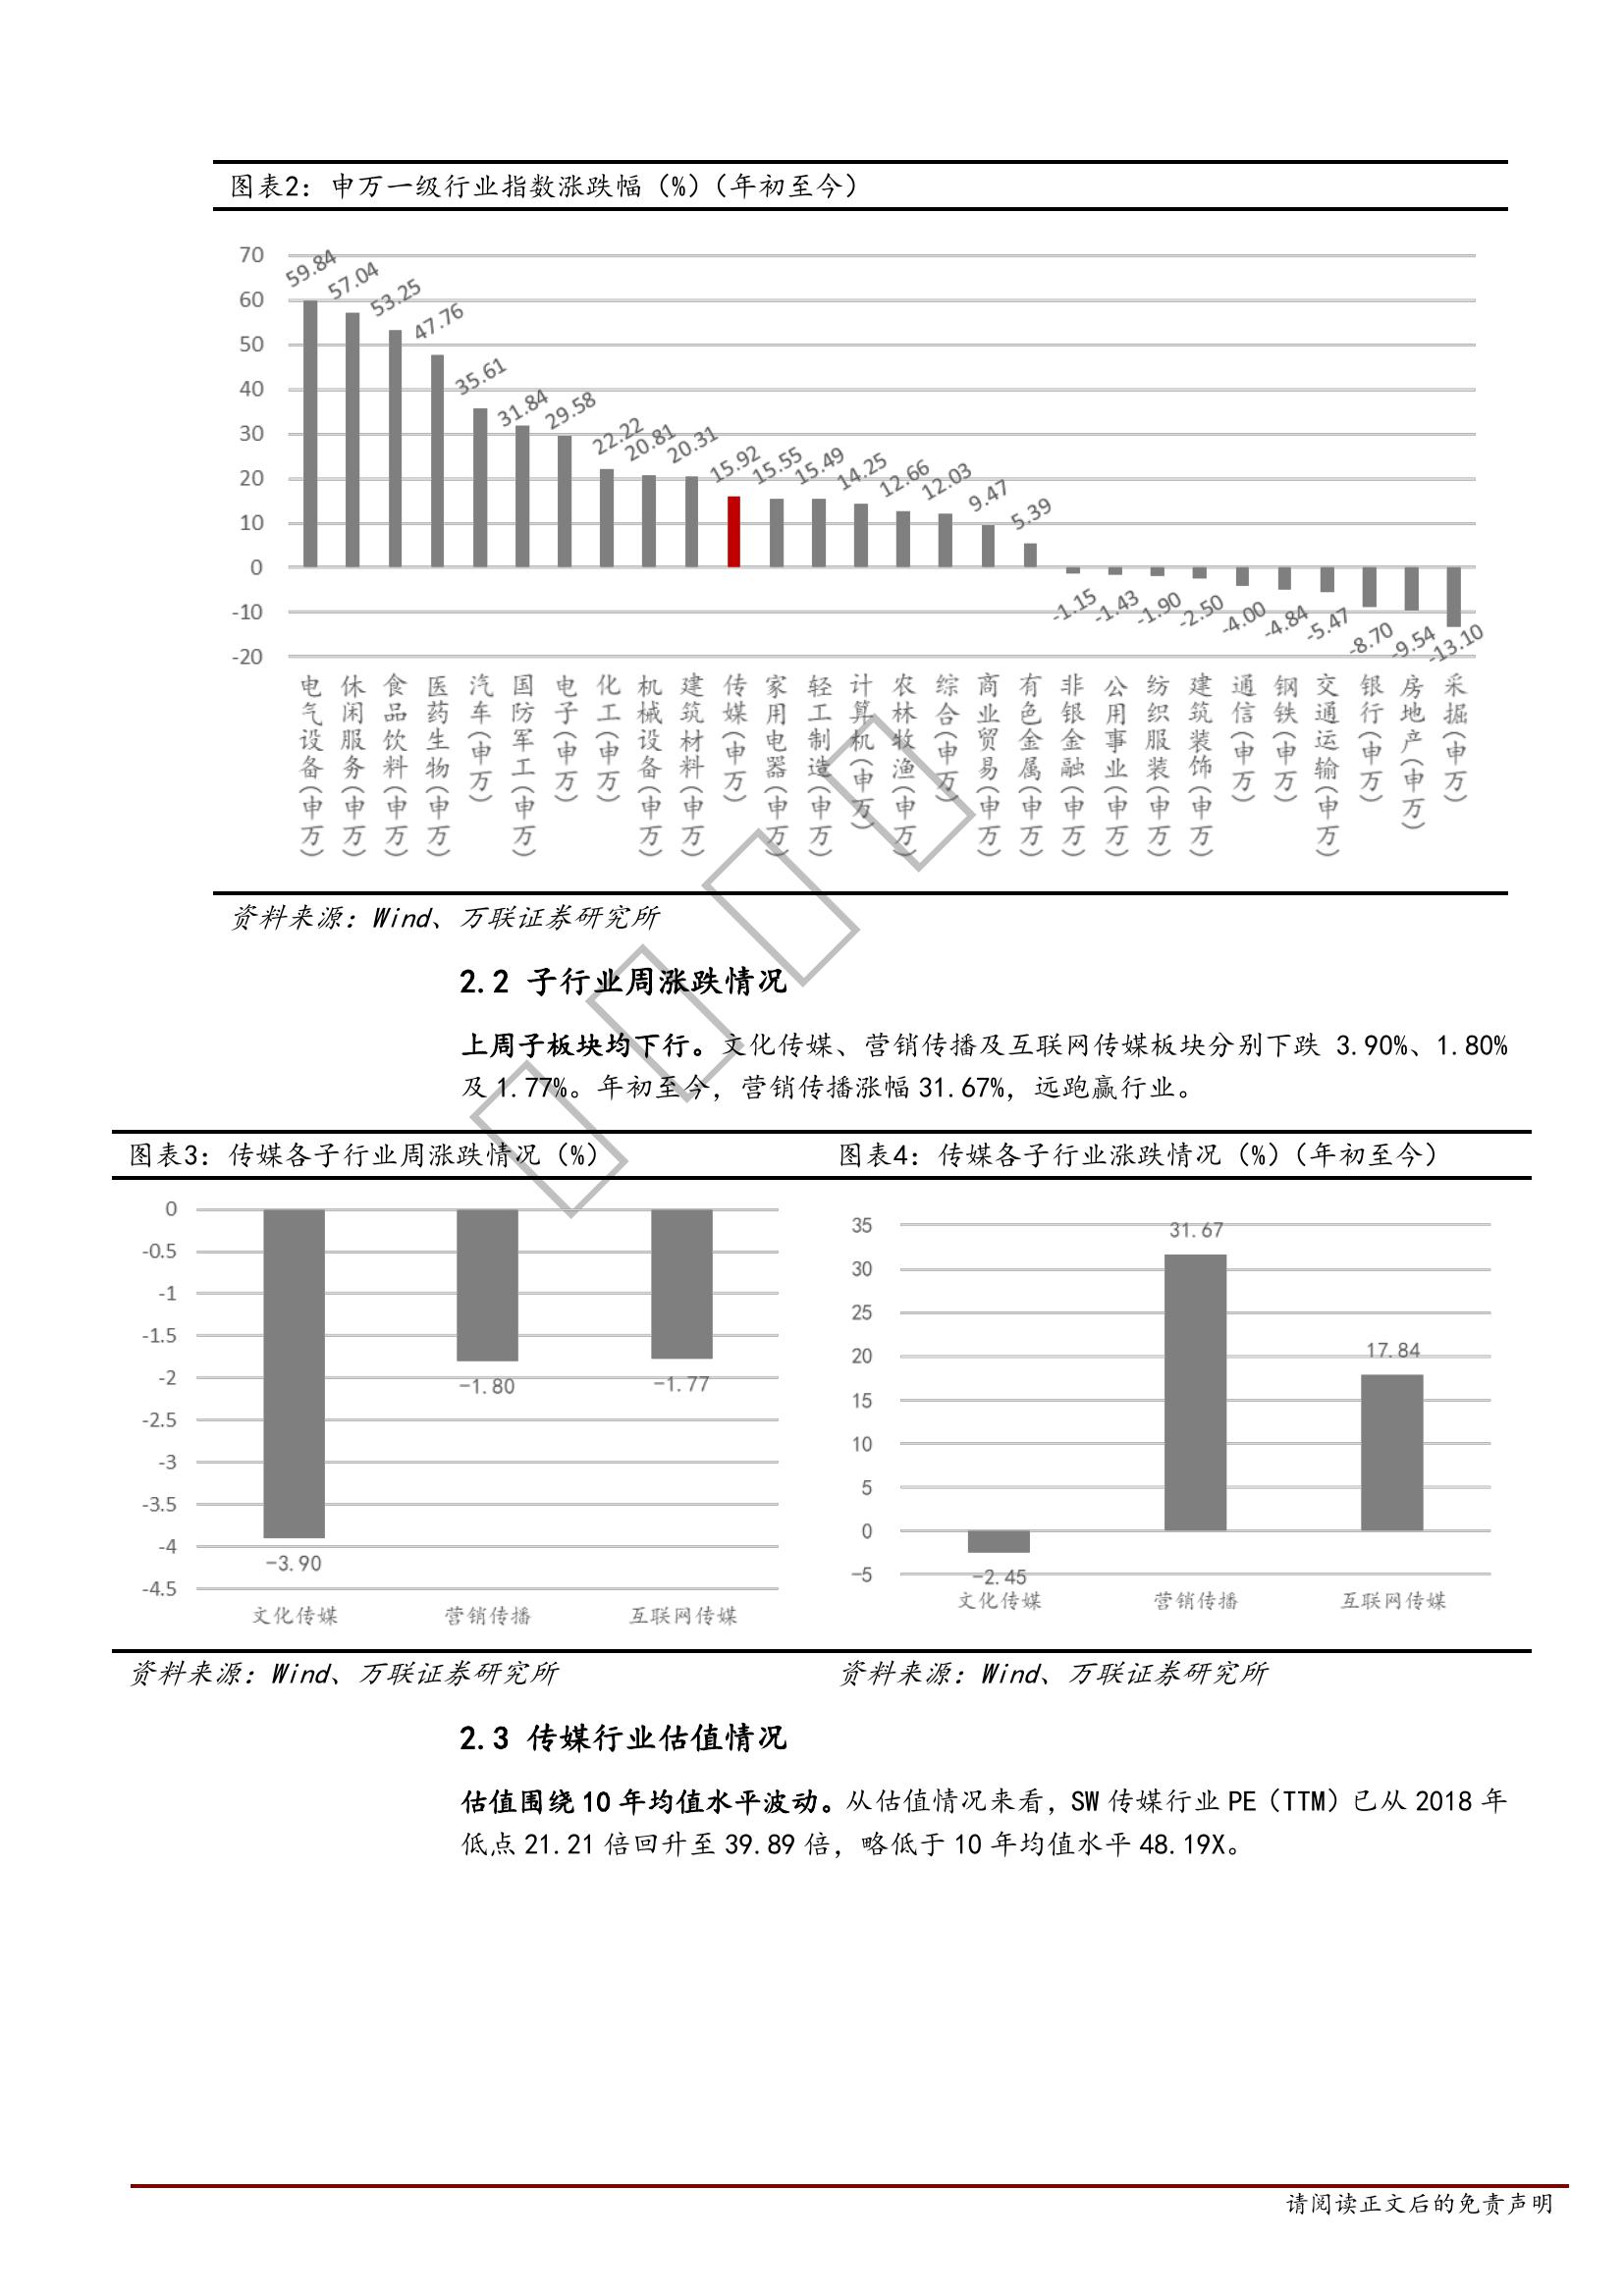 图表2：申万一级行业指数涨跌幅（%）（年初至今）
70
60
50
40
30
20
10
0
-10
-20
59.84
57.04
53.25
47.76
35.61
31.84
29.58
22.22
20.81
20.31
15.92
15.55
15.49
14.25
12.66
12.03
9.47
5.39
-1.15
-1.43
-1.90
-2.50
-4.00
-4.84
-5.47
-8.70
-9.54
-13.10
电气设备(申万)
休闲服务(申万)
食品饮料(申万)
医药生物(申万)
汽车(申万)
国防军工(申万)
电子(申万)
化工(申万)
机械设备(申万)
建筑材料(申万)
传媒(申万)
家用电器(申万)
轻工制造(申万)
计算机(申万)
农林牧渔(申万)
综合(申万)
商业贸易(申万)
有色金属(申万)
非银金融(申万)
公用事业(申万)
纺织服装(申万)
建筑装饰(申万)
通信(申万)
钢铁(申万)
交通运输(申万)
银行(申万)
房地产(申万)
采掘(申万)
资料来源：Wind、万联证券研究所
2.2 子行业周涨跌情况
上周子板块均下行。文化传媒、营销传播及互联网传媒板块分别下跌 3.90%、1.80%
及 1.77%。年初至今，营销传播涨幅 31.67%，远跑赢行业。
图表3：传媒各子行业周涨跌情况（%）
0
-0.5
-1
-1.5
-2
-2.5
-3
-3.5
-4
-4.5
-3.90
-1.80
-1.77
文化传媒
营销传播
互联网传媒
资料来源：Wind、万联证券研究所
图表4：传媒各子行业涨跌情况（%）（年初至今）
35
30
25
20
15
10
5
0
-5
-2.45
31.67
17.84
文化传媒
营销传播
互联网传媒
资料来源：Wind、万联证券研究所
2.3 传媒行业估值情况
估值围绕 10 年均值水平波动。从估值情况来看，SW 传媒行业 PE（TTM）已从 2018 年
低点 21.21 倍回升至 39.89 倍，略低于 10 年均值水平 48.19X。
请阅读正文后的免责声明